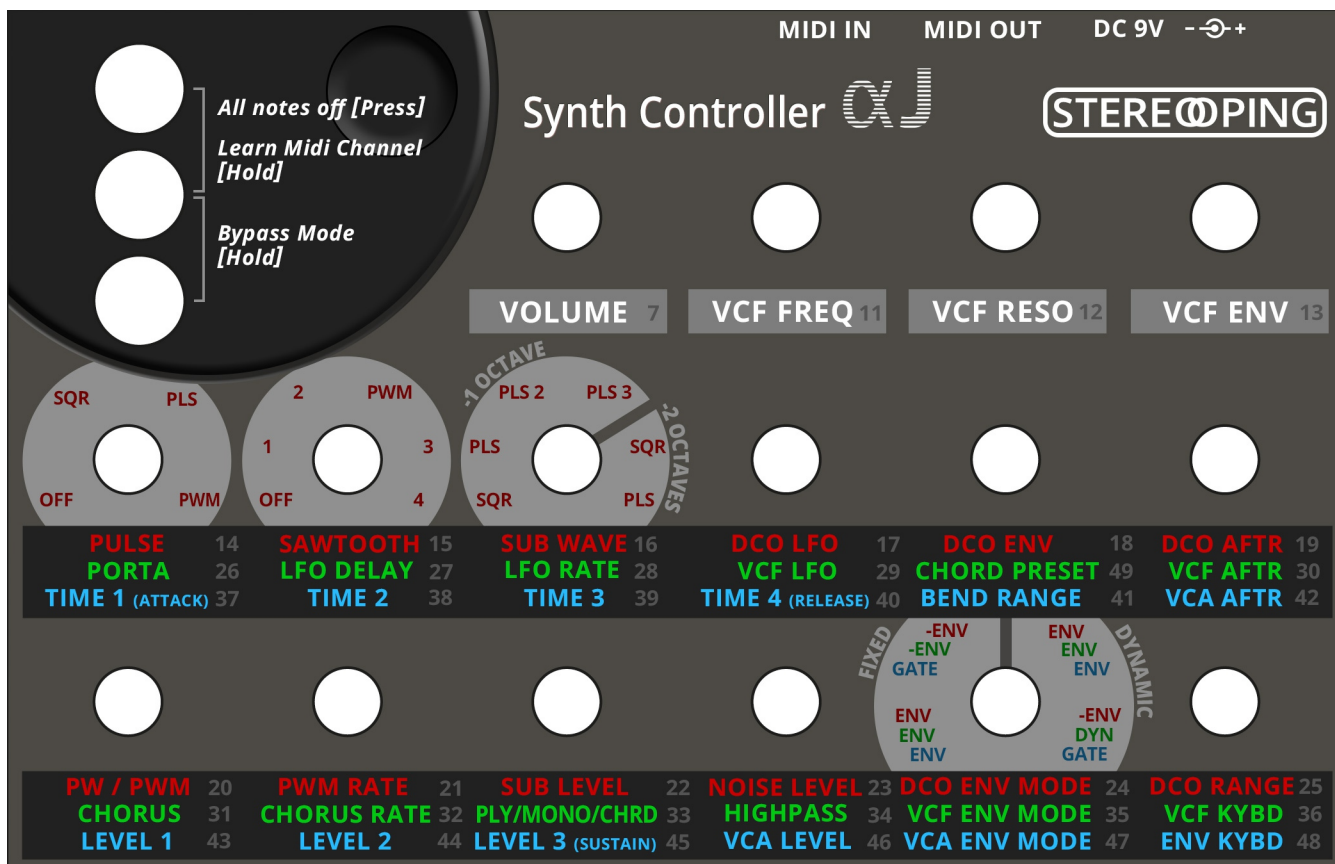 MIDI IN MIDI OUT DC 9V - +
Synth Controller αJ STEREOPING
All notes off [Press]
Learn Midi Channel
[Hold]
Bypass Mode
[Hold]
VOLUME 7 VCF FREQ 11 VCF RESO 12 VCF ENV 13
SQR PLS
OFF PWM
2 PWM
1 3
OFF 4
-1 OCTAVE
PLS 2 PLS 3
-2 OCTAVES
PLS SQR
SQR PLS
PULSE 14 SAWTOOTH 15 SUB WAVE 16 DCO LFO 17 DCO ENV 18 DCO AFTR 19
PORTA 26 LFO DELAY 27 LFO RATE 28 VCF LFO 29 CHORD PRESET 49 VCF AFTR 30
TIME 1 (ATTACK) 37 TIME 2 38 TIME 3 39 TIME 4 (RELEASE) 40 BEND RANGE 41 VCA AFTR 42
FIXED DYNAMIC
-ENV ENV
-ENV ENV
GATE ENV
ENV -ENV
ENV DYN
ENV GATE
PW / PWM 20 PWM RATE 21 SUB LEVEL 22 NOISE LEVEL 23 DCO ENV MODE 24 DCO RANGE 25
CHORUS 31 CHORUS RATE 32 PLY/MONO/CHRD 33 HIGHPASS 34 VCF ENV MODE 35 VCF KYBD 36
LEVEL 1 43 LEVEL 2 44 LEVEL 3 (SUSTAIN) 45 VCA LEVEL 46 VCA ENV MODE 47 ENV KYBD 48